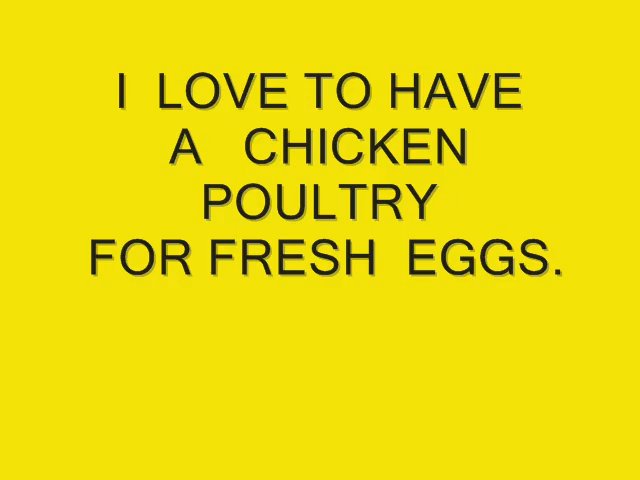 I  LOVE TO HAVE
A   CHICKEN
POULTRY
FOR FRESH  EGGS.